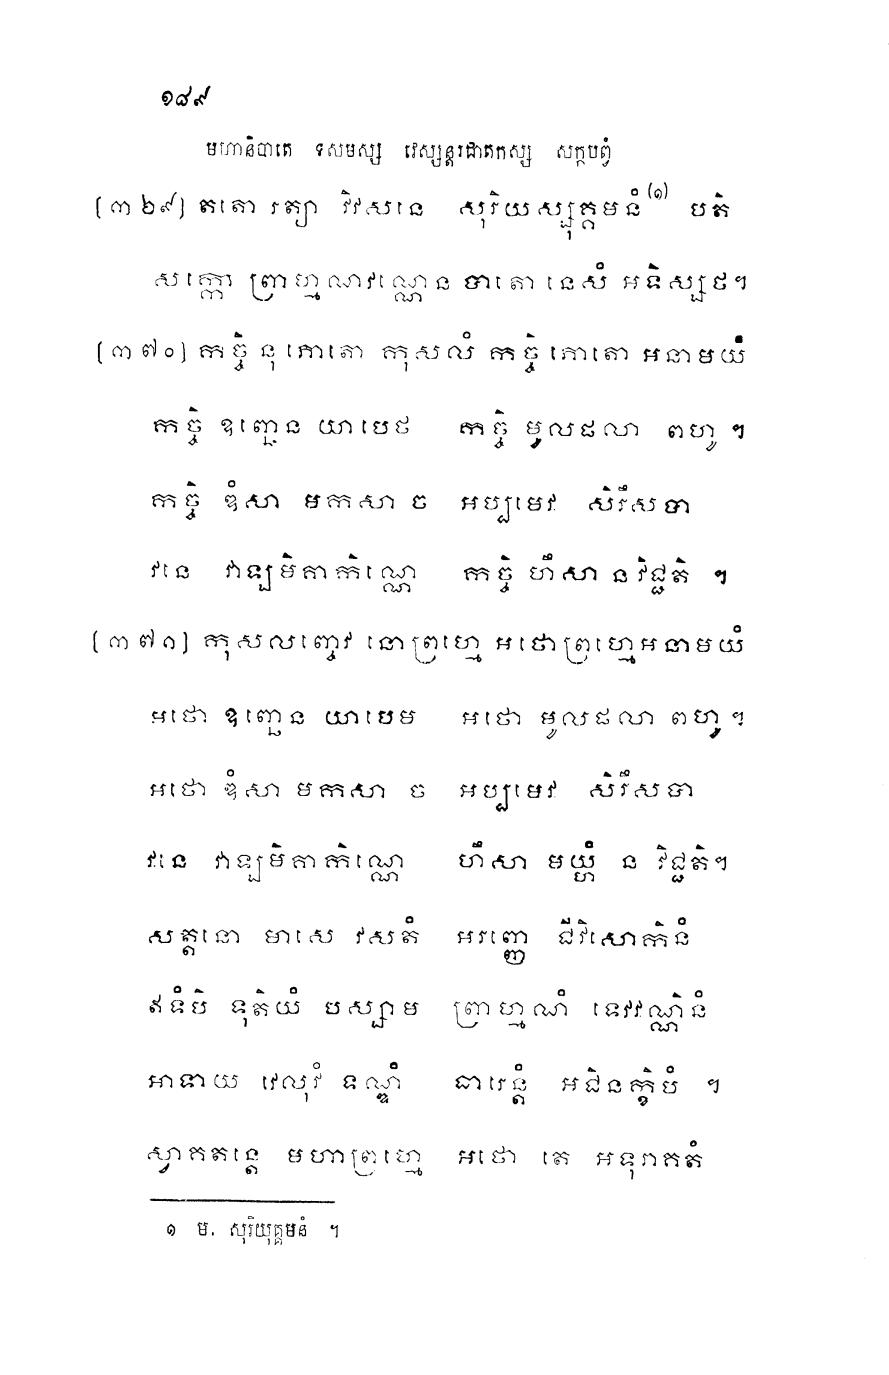 ១៨៩
មហានិបាតេ ទសមស្ស វេស្សន្តរជាតកស្ស សក្កបព្វំ
[៣៦៩] តតោ រត្យា វិវសនេ សុរិយស្សុគ្គមនំ(១) បតិ
សក្កោ ព្រាហ្មណវណ្ណេន បាតោ នេសំ អទិស្សថ។
[៣៧០] កច្ចិ នុ ភោតោ កុសលំ កច្ចិ ភោតោ អនាមយំ
កច្ចិ ឧញ្ឆេន យាបេថ កច្ចិ មូលផលា ពហូ ។
កច្ចិ ឌំសា មកសា ច អប្បមេវ សិរឹសបា
វនេ វាឡមិគាកិណ្ណេ កច្ចិ ហឹសា ន វិជ្ជតិ ។
[៣៧១] កុសលញ្ចេវ នោ ព្រហ្មេ អថោ ព្រហ្មេ អនាមយំ
អថោ ឧញ្ឆេន យាបេម អថោ មូលផលា ពហូ ។
អថោ ឌំសា មកសា ច អប្បមេវ សិរឹសបា
វនេ វាឡមិគាកិណ្ណេ ហឹសា មយ្ហំ ន វិជ្ជតិ។
សត្តនោ មាសេ វសតំ អរញ្ញេ ជីវិសោកិនំ
ឥទំបិ ទុតិយំ បស្សាម ព្រាហ្មណំ ទេវវណ្ណិនំ
អាទាយ វេលុវំ ទណ្ឌំ ធារេន្តំ អជិនក្ខិបំ ។
ស្វាគតន្តេ មហាព្រហ្មេ អថោ តេ អទុរាគតំ
១ ម. សុរិយុគ្គមនំ ។